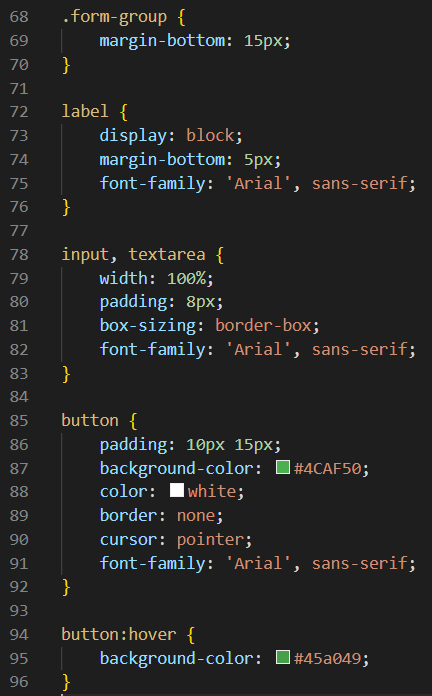 68 .form-group {
69     margin-bottom: 15px;
70 }
71
72 label {
73     display: block;
74     margin-bottom: 5px;
75     font-family: 'Arial', sans-serif;
76 }
77
78 input, textarea {
79     width: 100%;
80     padding: 8px;
81     box-sizing: border-box;
82     font-family: 'Arial', sans-serif;
83 }
84
85 button {
86     padding: 10px 15px;
87     background-color: #4CAF50;
88     color: white;
89     border: none;
90     cursor: pointer;
91     font-family: 'Arial', sans-serif;
92 }
93
94 button:hover {
95     background-color: #45a049;
96 }